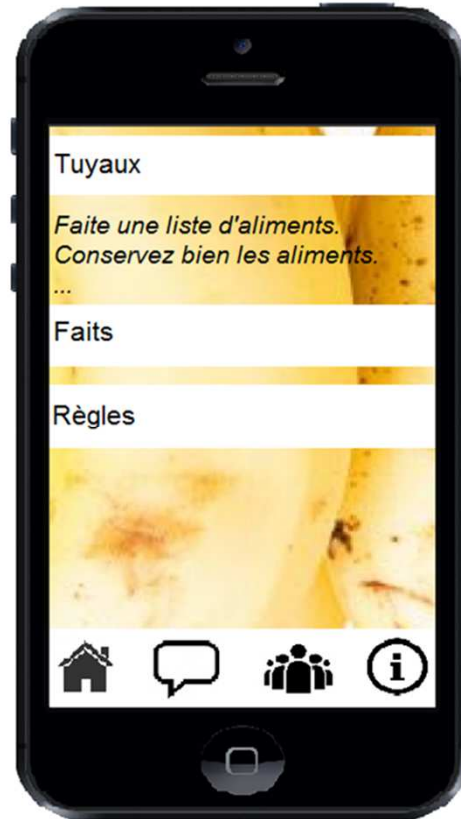 Tuyaux
Faite une liste d'aliments.
Conservez bien les aliments.
...
Faits
Règles